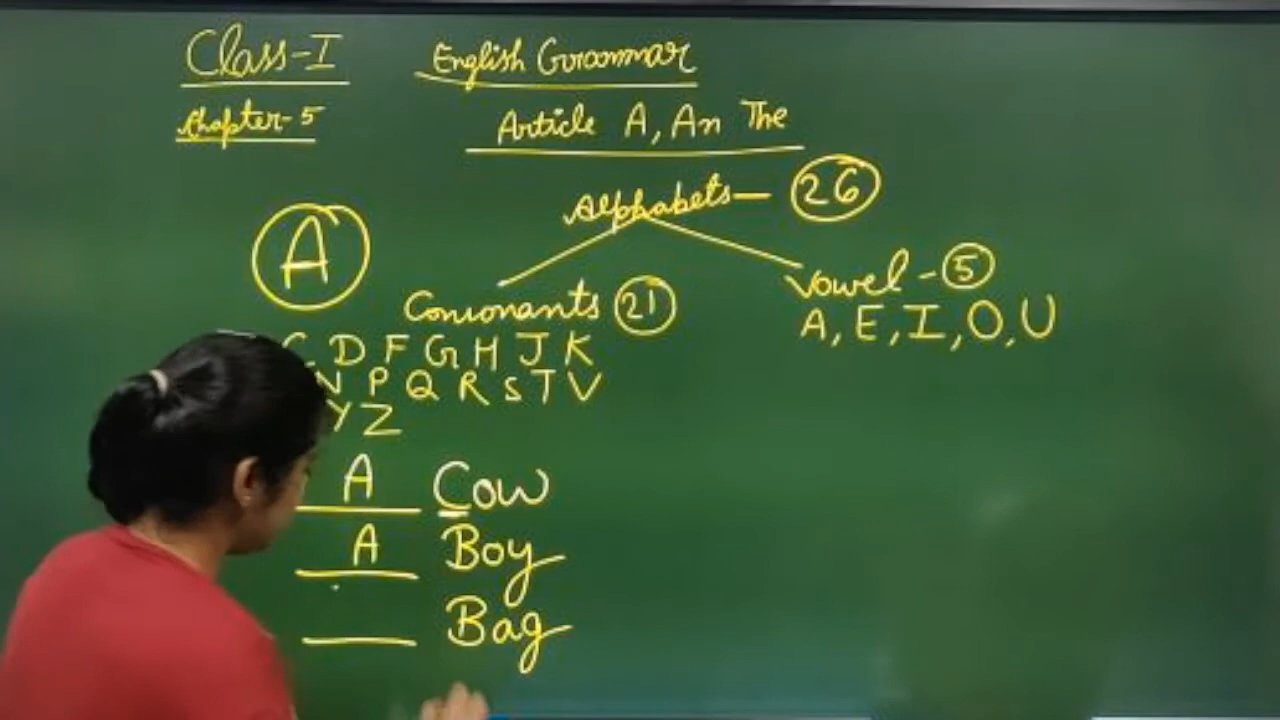 Class-I English Grammar
Chapter-5 Article A, An The
Alphabets — 26
A
Vowel - 5
Consonants 21
A, E, I, O, U
C D F G H J K
N P Q R S T V
Y Z
A Cow
A Boy
Bag